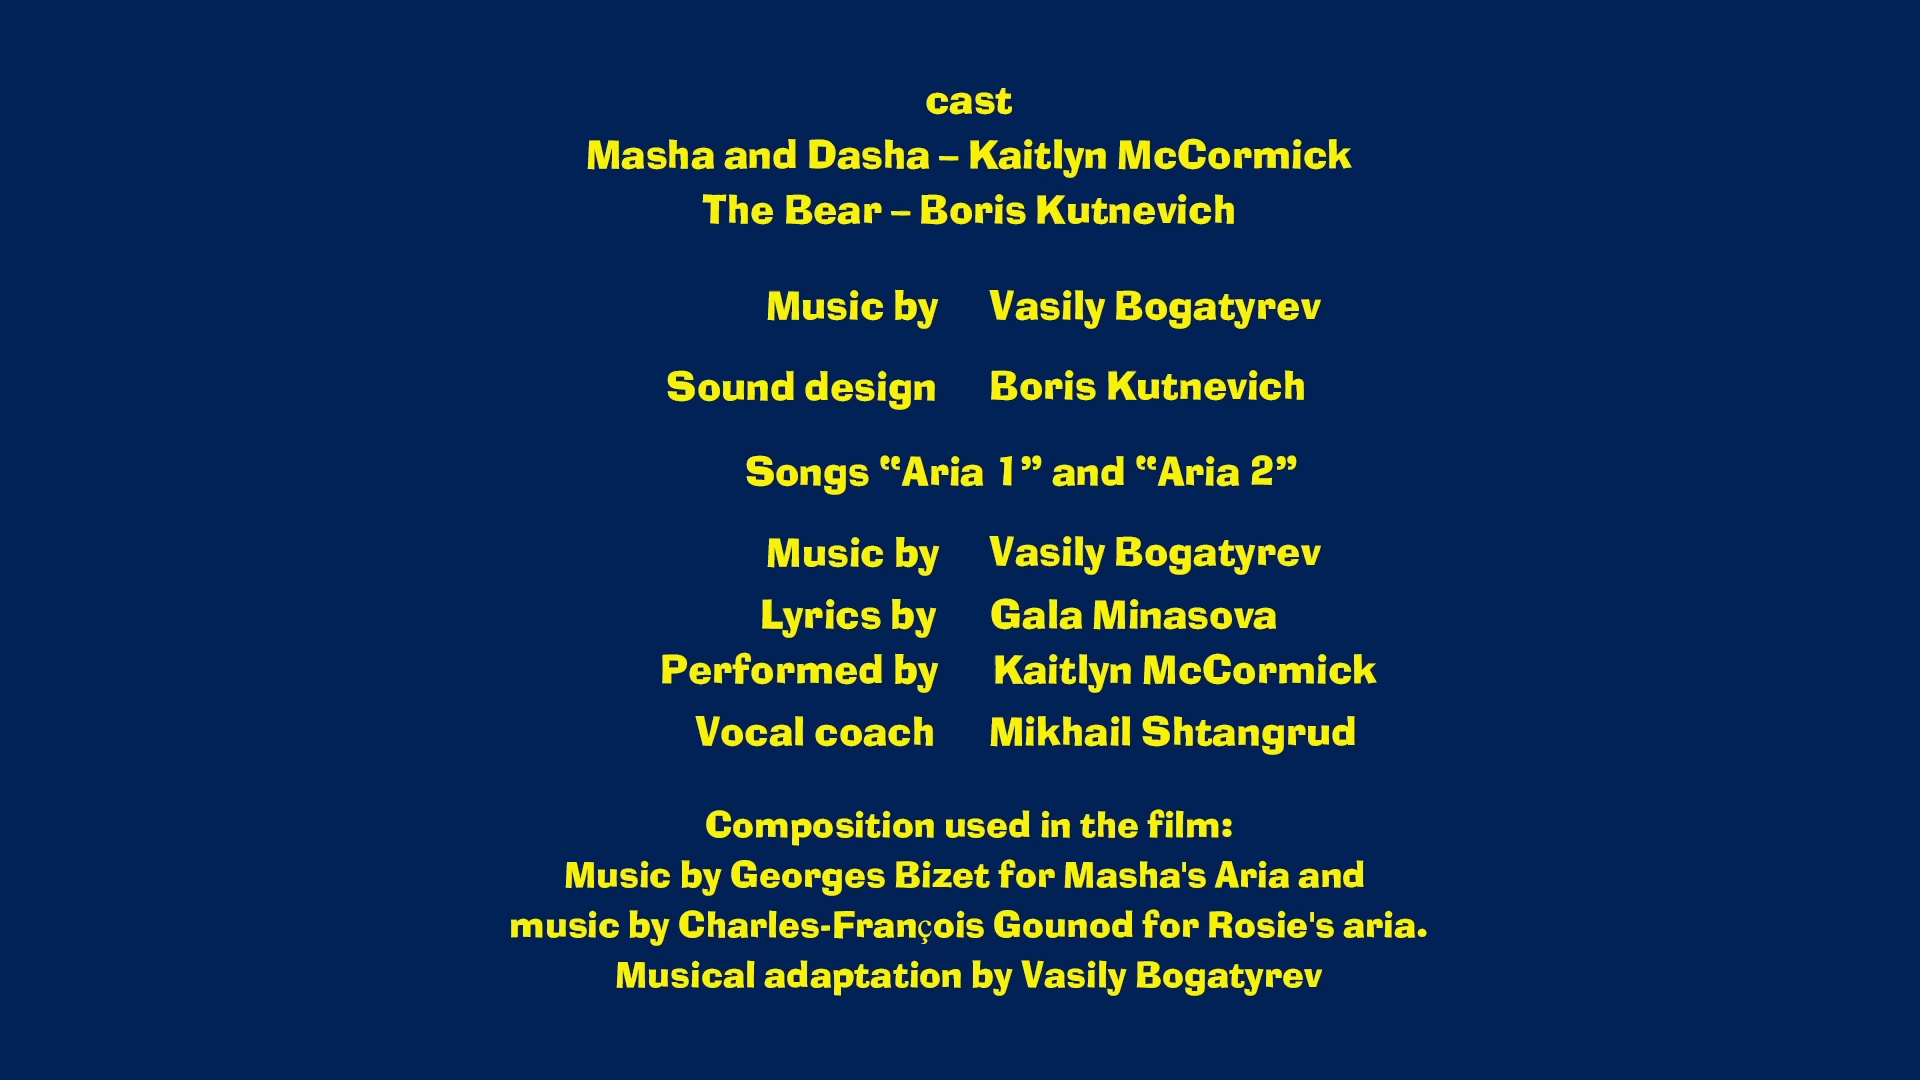 cast
Masha and Dasha – Kaitlyn McCormick
The Bear – Boris Kutnevich
Music by Vasily Bogatyrev
Sound design Boris Kutnevich
Songs “Aria 1” and “Aria 2”
Music by Vasily Bogatyrev
Lyrics by Gala Minasova
Performed by Kaitlyn McCormick
Vocal coach Mikhail Shtangrud
Composition used in the film:
Music by Georges Bizet for Masha's Aria and
music by Charles-François Gounod for Rosie's aria.
Musical adaptation by Vasily Bogatyrev